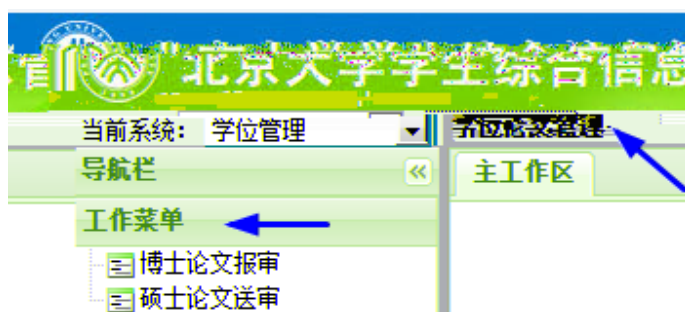 北京大学学生综合信息
当前系统： 学位管理
导航栏
主工作区
工作菜单
博士论文报审
硕士论文送审